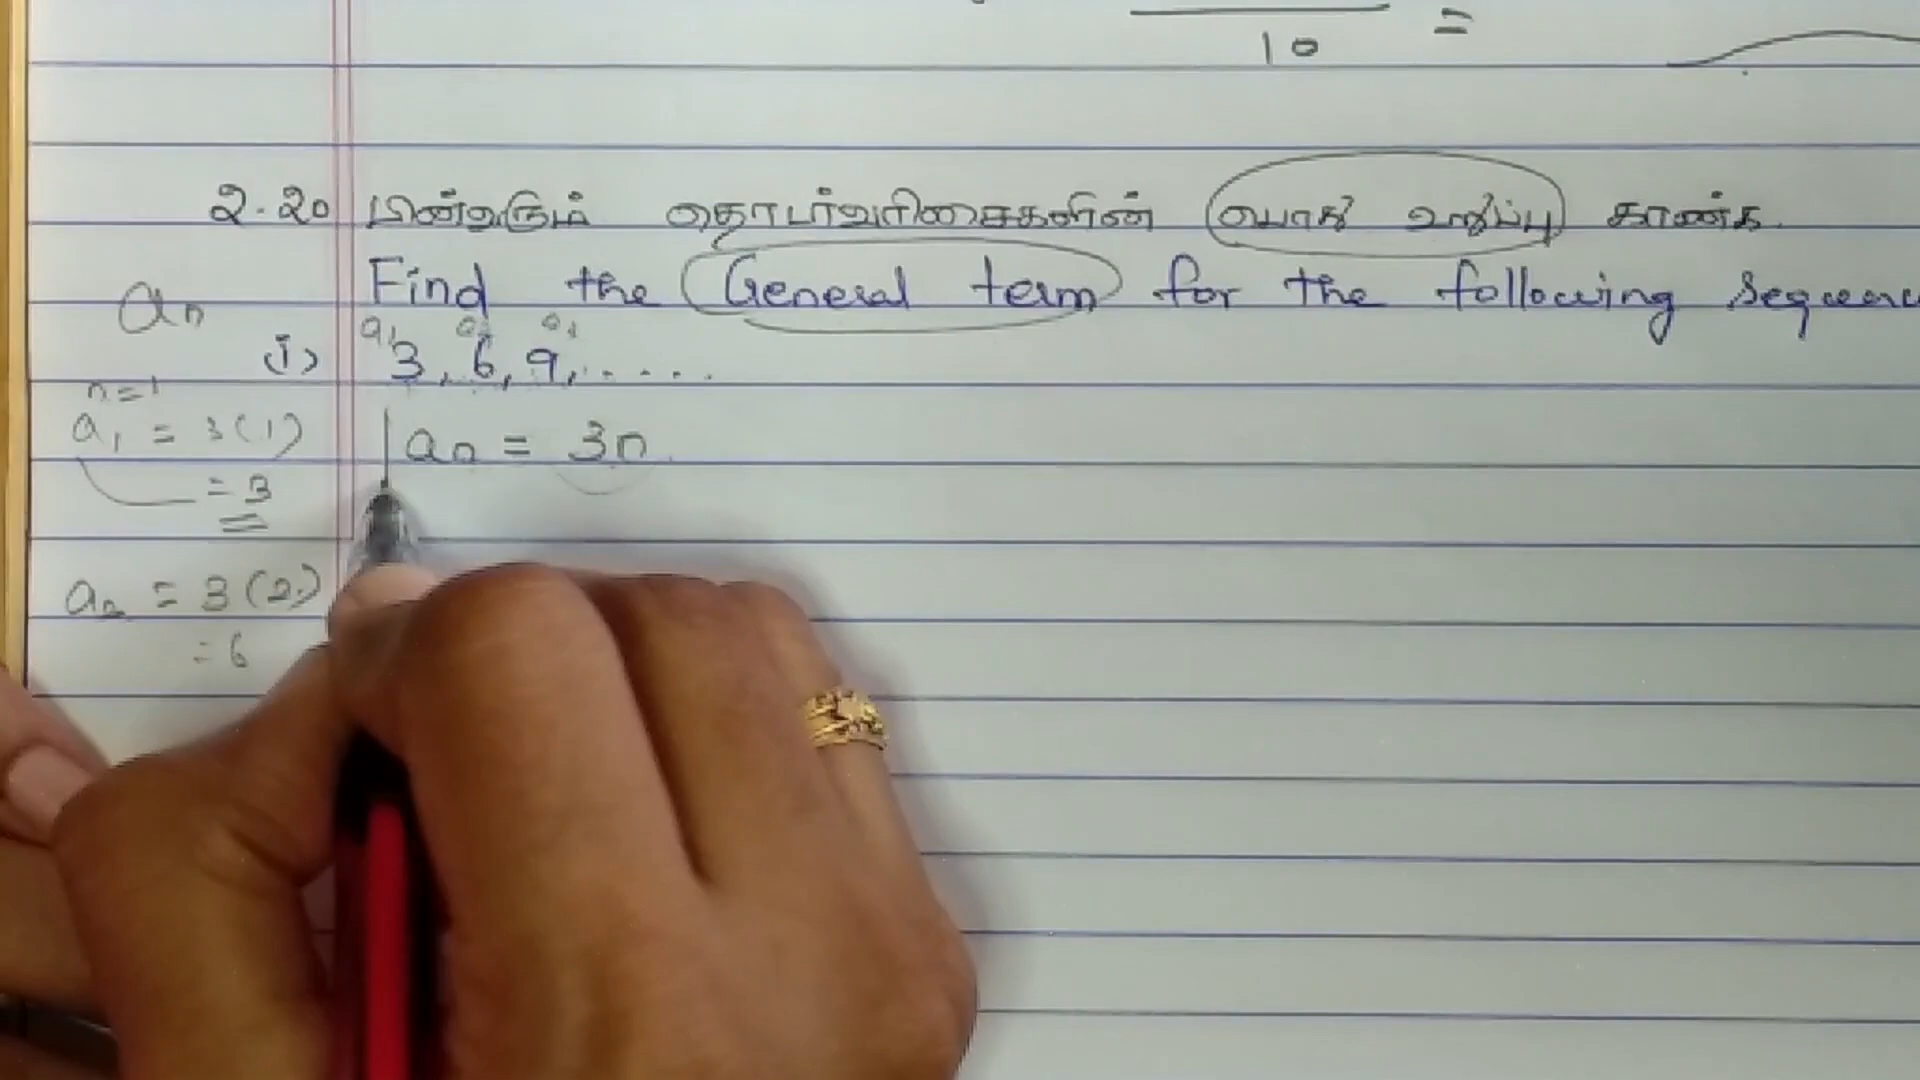 10 =
2.20 பின்வரும் தொடர்வரிசைகளின் பொது உறுப்பு காண்க.
Find the General term for the following
an
a1 a2 a3
(i) 3, 6, 9, .....
n=1
a1 = 3(1)
an = 3n
= 3
a2 = 3(2)
= 6